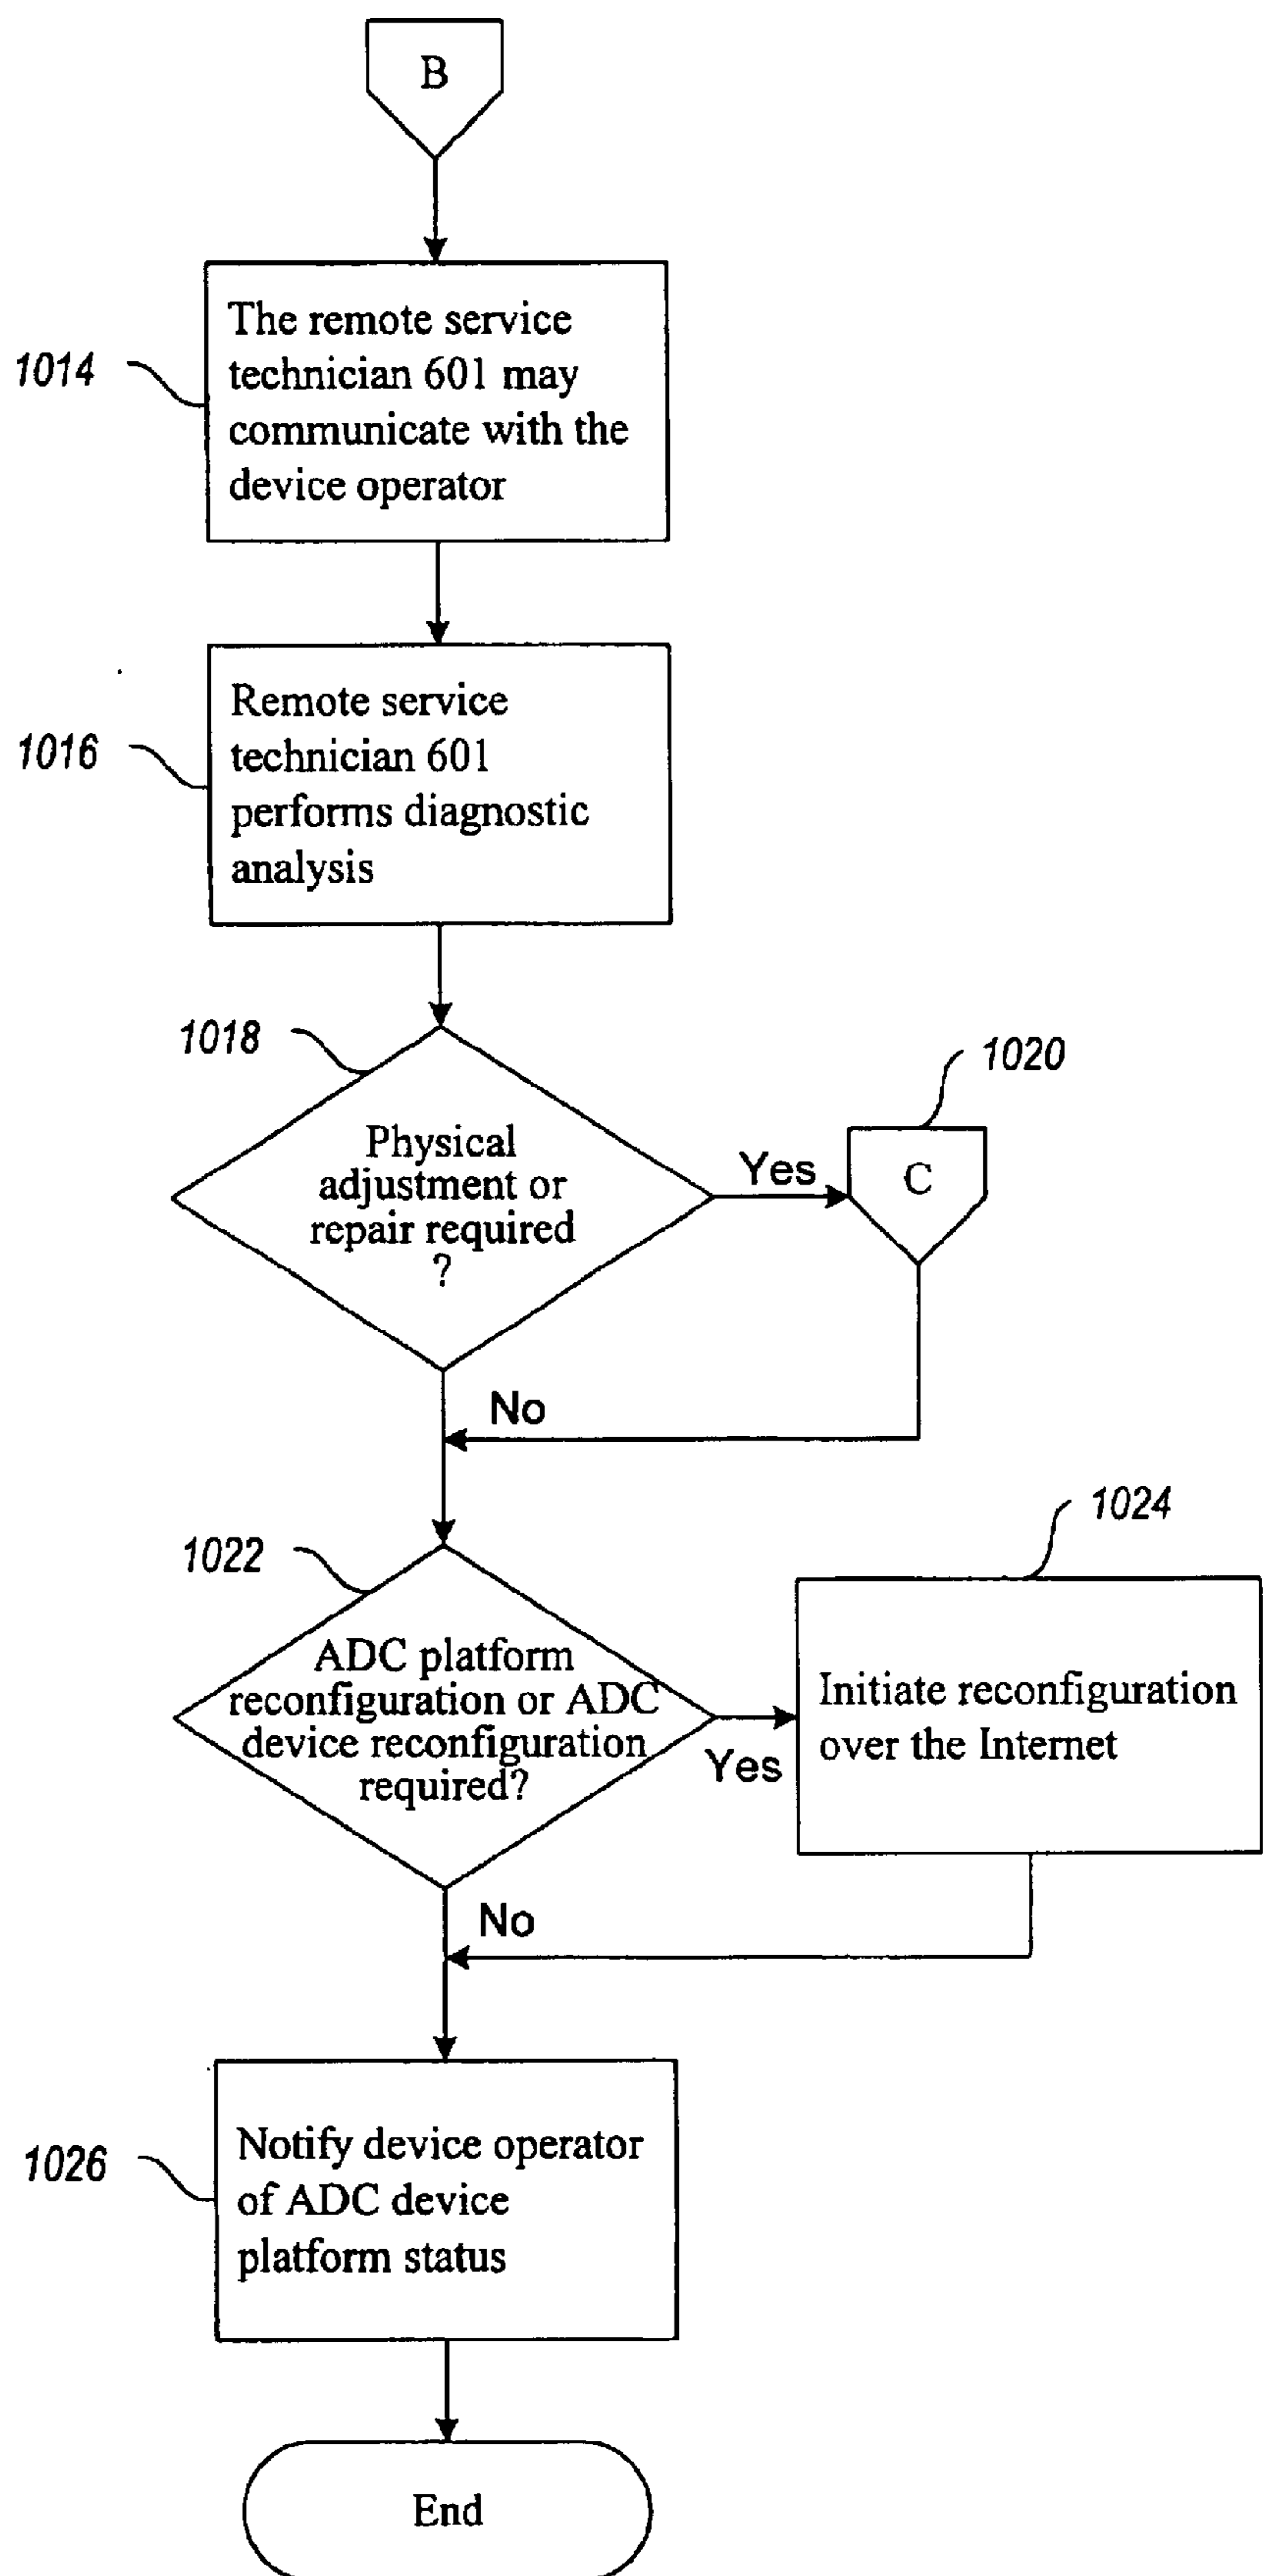 B
The remote service
technician 601 may
communicate with the
device operator
1014
Remote service
technician 601
performs diagnostic
analysis
1016
1018
Physical
adjustment or
repair required
?
Yes
1020
C
No
1022
ADC platform
reconfiguration or ADC
device reconfiguration
required?
Yes
1024
Initiate reconfiguration
over the Internet
No
1026
Notify device operator
of ADC device
platform status
End